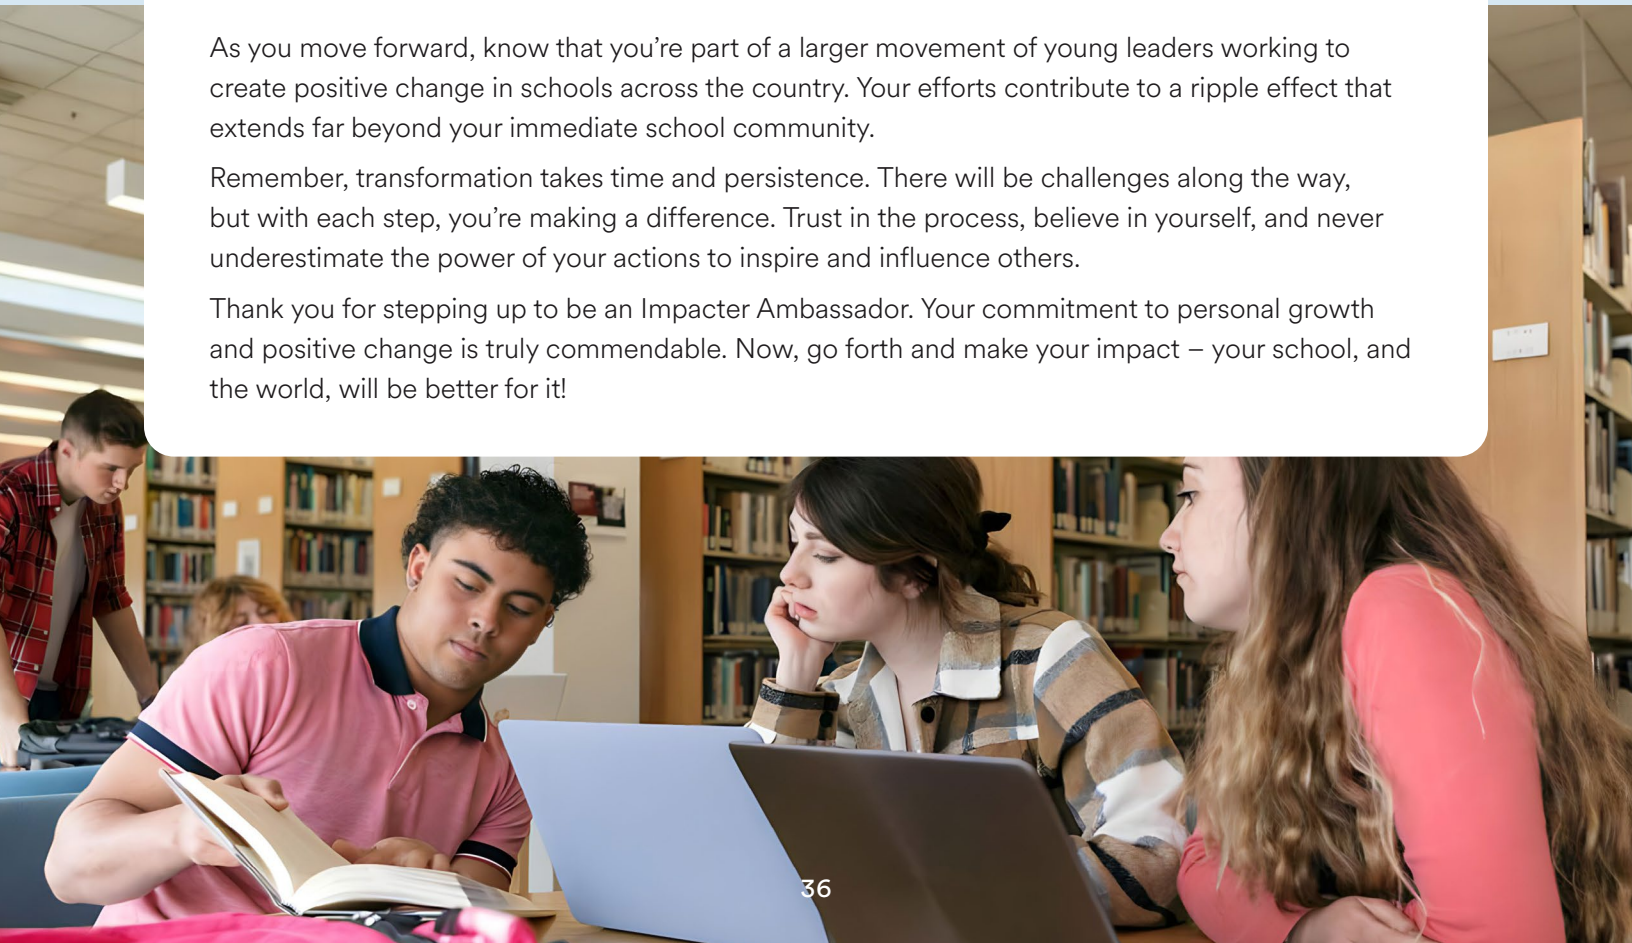 As you move forward, know that you’re part of a larger movement of young leaders working to
create positive change in schools across the country. Your efforts contribute to a ripple effect that
extends far beyond your immediate school community.
Remember, transformation takes time and persistence. There will be challenges along the way,
but with each step, you’re making a difference. Trust in the process, believe in yourself, and never
underestimate the power of your actions to inspire and influence others.
Thank you for stepping up to be an Impacter Ambassador. Your commitment to personal growth
and positive change is truly commendable. Now, go forth and make your impact – your school, and
the world, will be better for it!
36